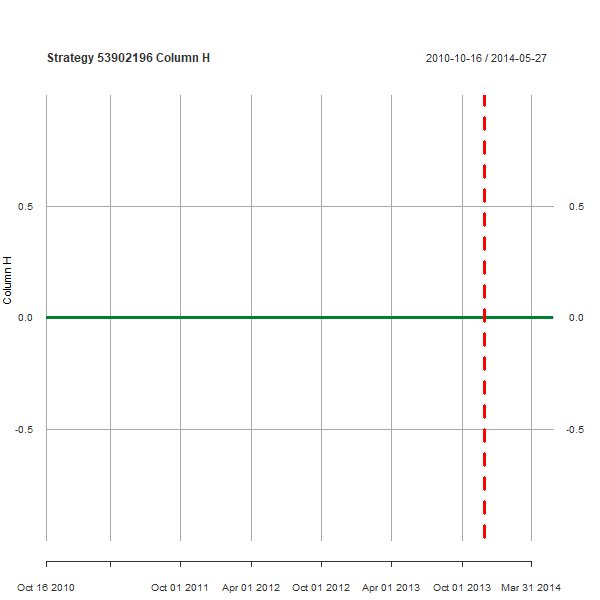 Strategy 53902196 Column H
2010-10-16 / 2014-05-27
0.5
0.5
Column H
0.0
0.0
-0.5
-0.5
Oct 16 2010
Oct 01 2011
Apr 01 2012
Oct 01 2012
Apr 01 2013
Oct 01 2013
Mar 31 2014